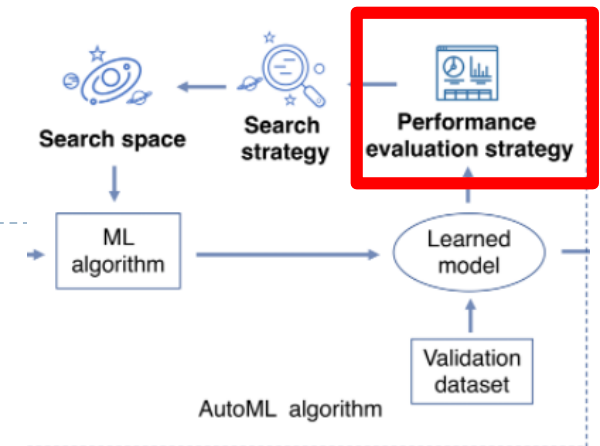 Search space
Search
strategy
Performance
evaluation strategy
ML
algorithm
Learned
model
Validation
dataset
AutoML algorithm